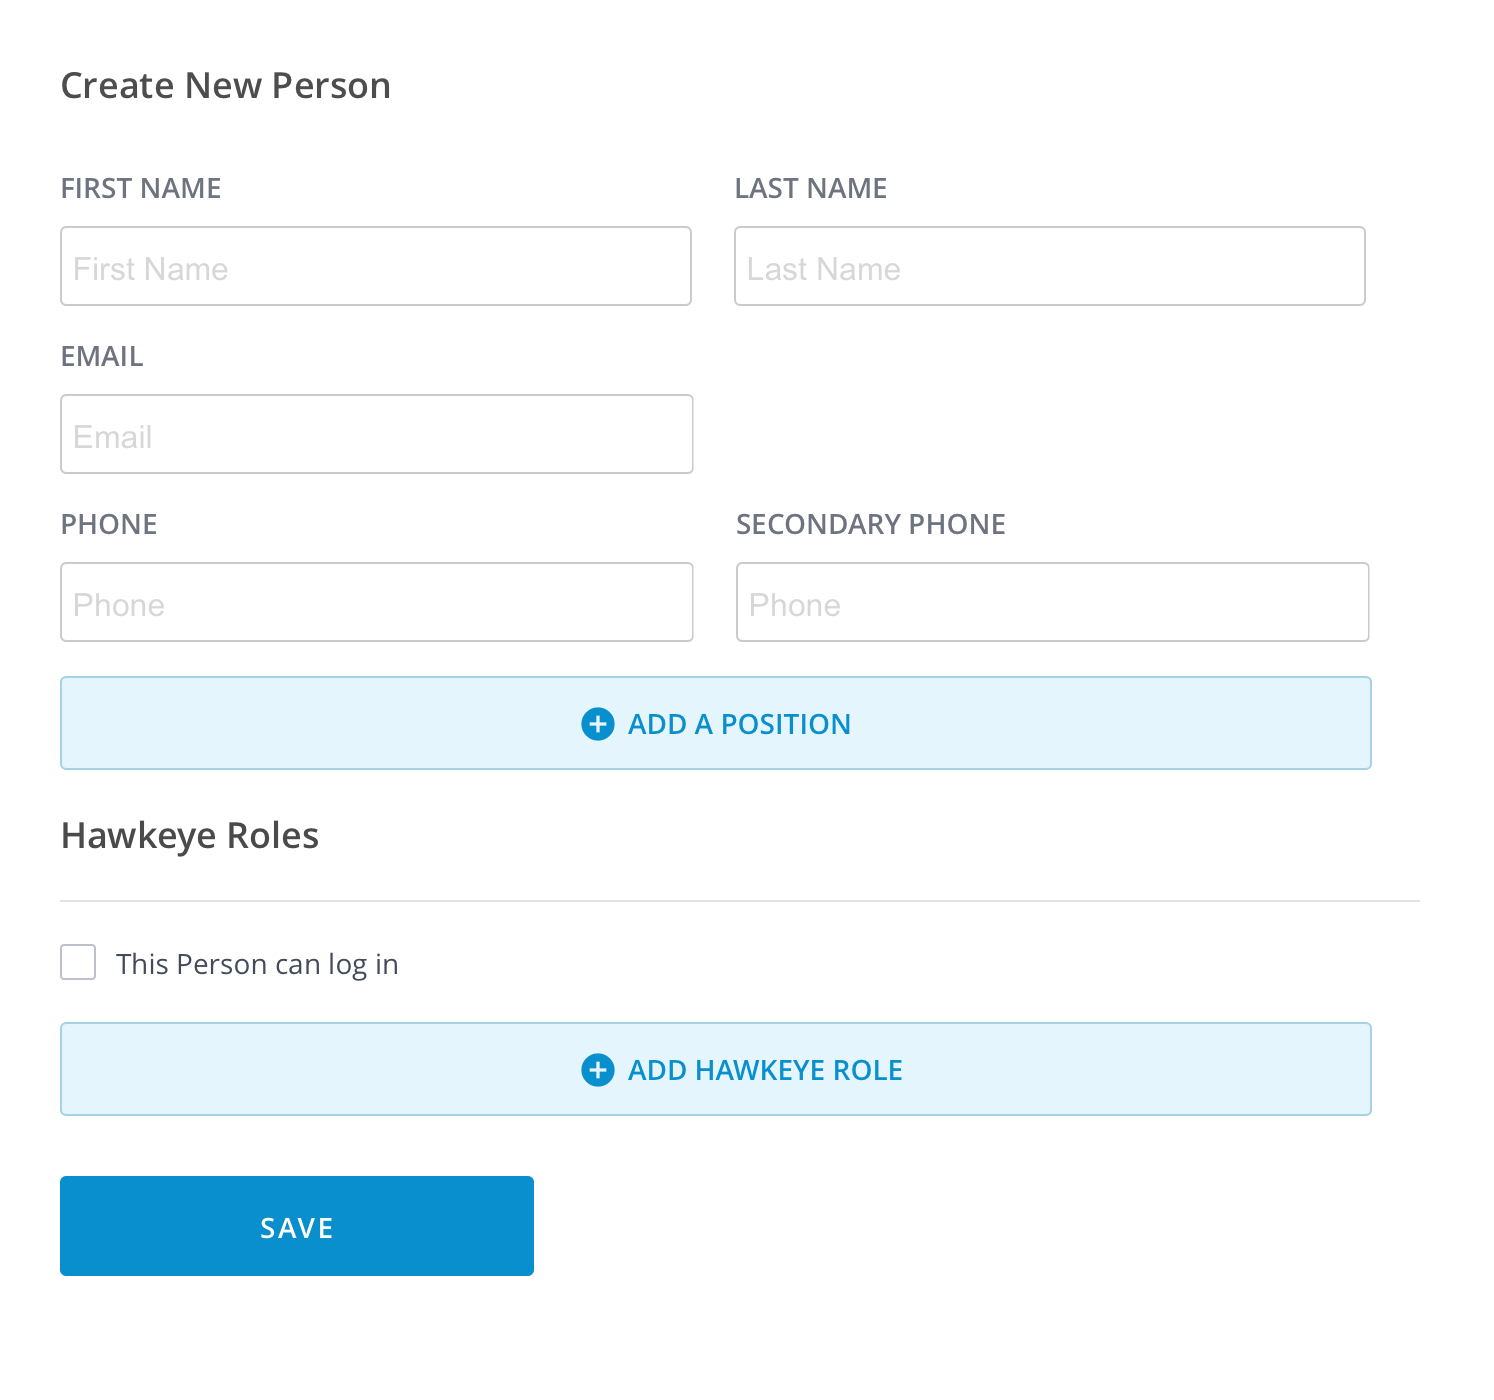 Create New Person
FIRST NAME
LAST NAME
First Name
Last Name
EMAIL
Email
PHONE
SECONDARY PHONE
Phone
Phone
ADD A POSITION
Hawkeye Roles
This Person can log in
ADD HAWKEYE ROLE
SAVE